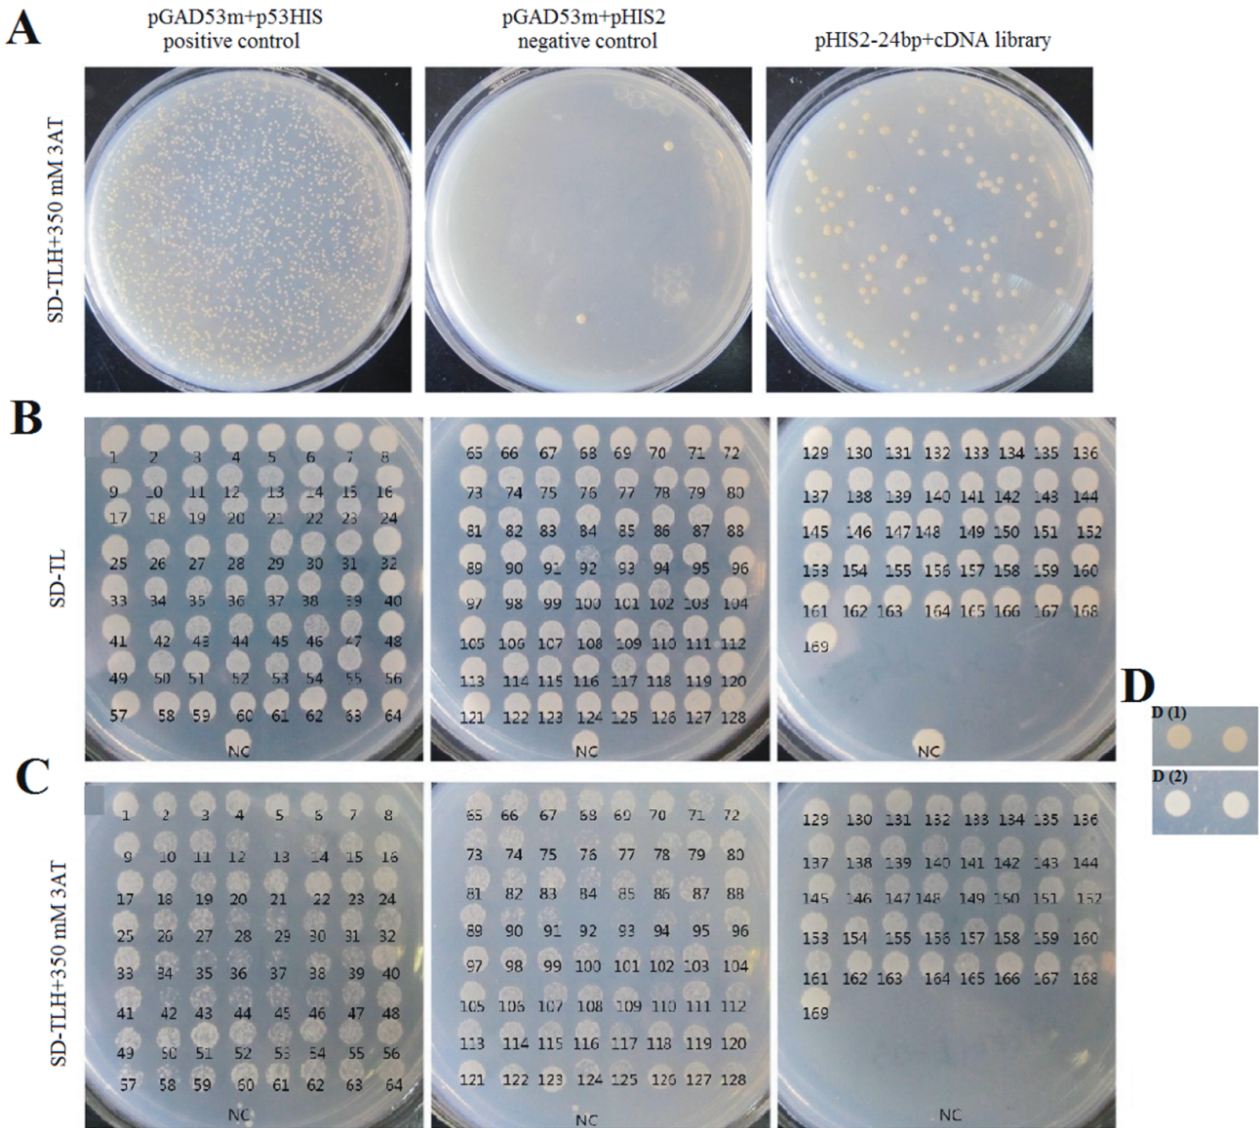 A
pGAD53m+p53HIS
positive control
pGAD53m+pHIS2
negative control
pHIS2-24bp+cDNA library
SD-TLH+350 mM 3AT
B
SD-TL
1 2 3 4 5 6 7 8
9 10 11 12 13 14 15 16
17 18 19 20 21 22 23 24
25 26 27 28 29 30 31 32
33 34 35 36 37 38 39 40
41 42 43 44 45 46 47 48
49 50 51 52 53 54 55 56
57 58 59 60 61 62 63 64
NC
65 66 67 68 69 70 71 72
73 74 75 76 77 78 79 80
81 82 83 84 85 86 87 88
89 90 91 92 93 94 95 96
97 98 99 100 101 102 103 104
105 106 107 108 109 110 111 112
113 114 115 116 117 118 119 120
121 122 123 124 125 126 127 128
NC
129 130 131 132 133 134 135 136
137 138 139 140 141 142 143 144
145 146 147 148 149 150 151 152
153 154 155 156 157 158 159 160
161 162 163 164 165 166 167 168
169
NC
C
SD-TLH+350 mM 3AT
1 2 3 4 5 6 7 8
9 10 11 12 13 14 15 16
17 18 19 20 21 22 23 24
25 26 27 28 29 30 31 32
33 34 35 36 37 38 39 40
41 42 43 44 45 46 47 48
49 50 51 52 53 54 55 56
57 58 59 60 61 62 63 64
NC
65 66 67 68 69 70 71 72
73 74 75 76 77 78 79 80
81 82 83 84 85 86 87 88
89 90 91 92 93 94 95 96
97 98 99 100 101 102 103 104
105 106 107 108 109 110 111 112
113 114 115 116 117 118 119 120
121 122 123 124 125 126 127 128
NC
129 130 131 132 133 134 135 136
137 138 139 140 141 142 143 144
145 146 147 148 149 150 151 152
153 154 155 156 157 158 159 160
161 162 163 164 165 166 167 168
169
NC
D
D (1)
D (2)